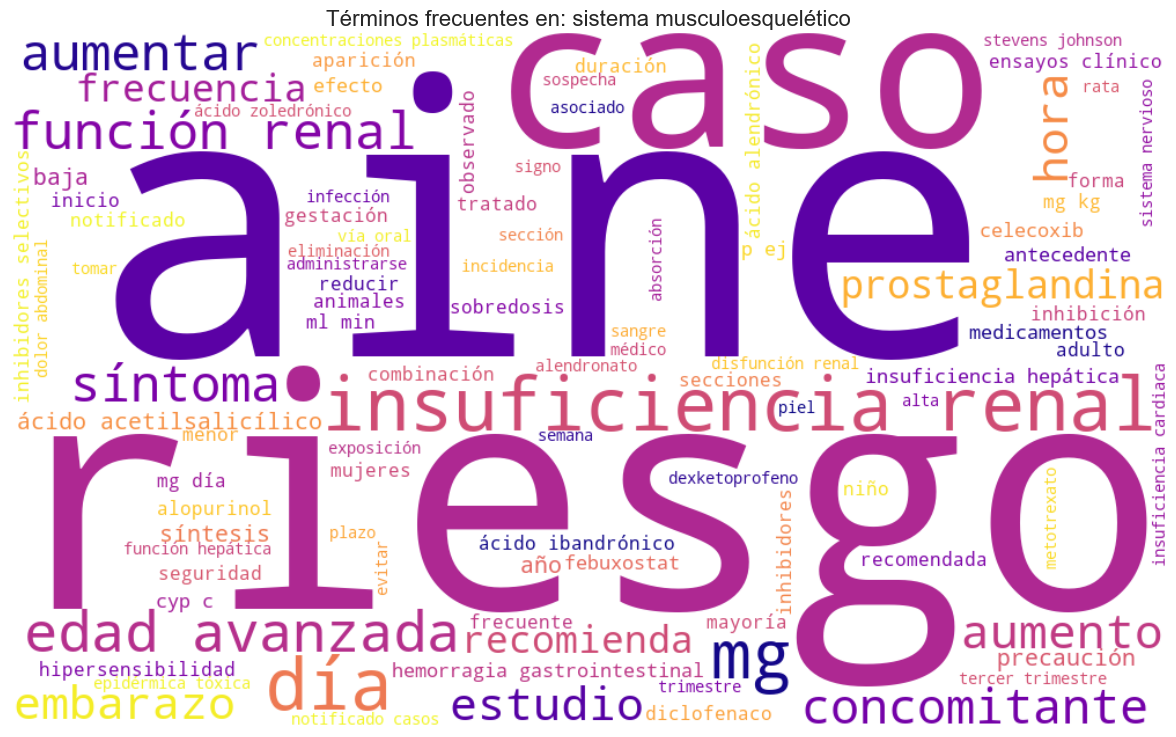 Términos frecuentes en: sistema musculoesquelético
aumentar
concentraciones plasmáticas
caso
stevens johnson
frecuencia
aparición
duración
ensayos clínico
efecto
sospecha
rata
ácido zoledrónico
asociado
función renal
observado
ácido alendrónico
hora
sistema nervioso
aine
inhibidores selectivos
baja
signo
forma
inicio
infección
tratado
mg kg
notificado
gestación
vía oral
sección
celecoxib
eliminación
absorción
p ej
antecedente
tomar
dolor abdominal
administrarse
incidencia
reducir
prostaglandina
animales
sobredosis
ml min
sangre
inhibición
médico
medicamentos
adulto
síntoma
combinación
alendronato
disfunción renal
secciones
insuficiencia hepática
insuficiencia renal
piel
alta
insuficiencia cardiaca
ácido acetilsalicílico
menor
exposición
semana
riesgo
mujeres
mg día
dexketoprofeno
niño
metotrexato
alopurinol
síntesis
plazo
inhibidores
función hepática
ácido ibandrónico
evitar
seguridad
año
febuxostat
recomendada
cyp c
edad avanzada
frecuente
mayoría
recomienda
mg
aumento
hipersensibilidad
epidérmica tóxica
día
hemorragia gastrointestinal
precaución
tercer trimestre
trimestre
embarazo
notificado casos
estudio
diclofenaco
concomitante